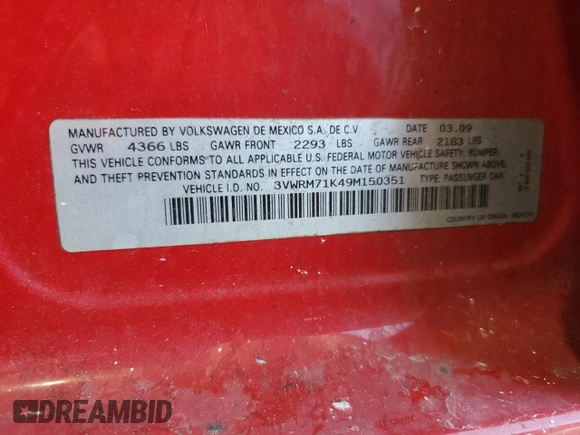 MANUFACTURED BY VOLKSWAGEN DE MEXICO S.A. DE C.V. DATE 03.09
GVWR 4366 LBS GAWR FRONT 2293 LBS GAWR REAR 2183 LBS
THIS VEHICLE CONFORMS TO ALL APPLICABLE U.S. FEDERAL MOTOR VEHICLE SAFETY, BUMPER,
AND THEFT PREVENTION STANDARDS IN EFFECT ON THE DATE OF MANUFACTURE SHOWN ABOVE.
VEHICLE I.D. NO. 3VWRM71K49M150351 TYPE: PASSENGER CAR
COUNTRY OF ORIGIN: MEXICO
DREAMBID